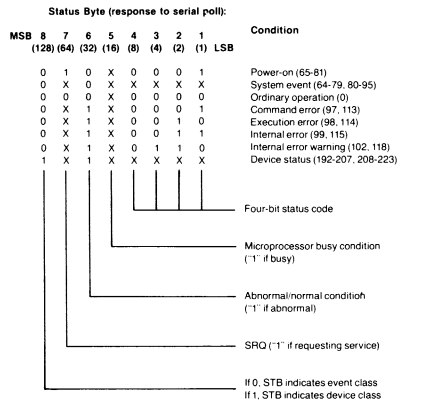 Status Byte (response to serial poll):
MSB 8 7 6 5 4 3 2 1 Condition
(128) (64) (32) (16) (8) (4) (2) (1) LSB
0 1 0 X 0 0 0 1 Power-on (65-81)
0 X 0 X X X X X System event (64-79, 80-95)
0 0 0 X 0 0 0 0 Ordinary operation (0)
0 X 1 X 0 0 0 1 Command error (97, 113)
0 X 1 X 0 0 1 0 Execution error (98, 114)
0 X 1 X 0 0 1 1 Internal error (99, 115)
0 X 1 X 0 1 1 0 Internal error warning (102, 118)
1 X 1 X X X X X Device status (192-207, 208-223)
Four-bit status code
Microprocessor busy condition
("1" if busy)
Abnormal/normal condition
("1" if abnormal)
SRQ ("1" if requesting service)
If 0, STB indicates event class
If 1, STB indicates device class